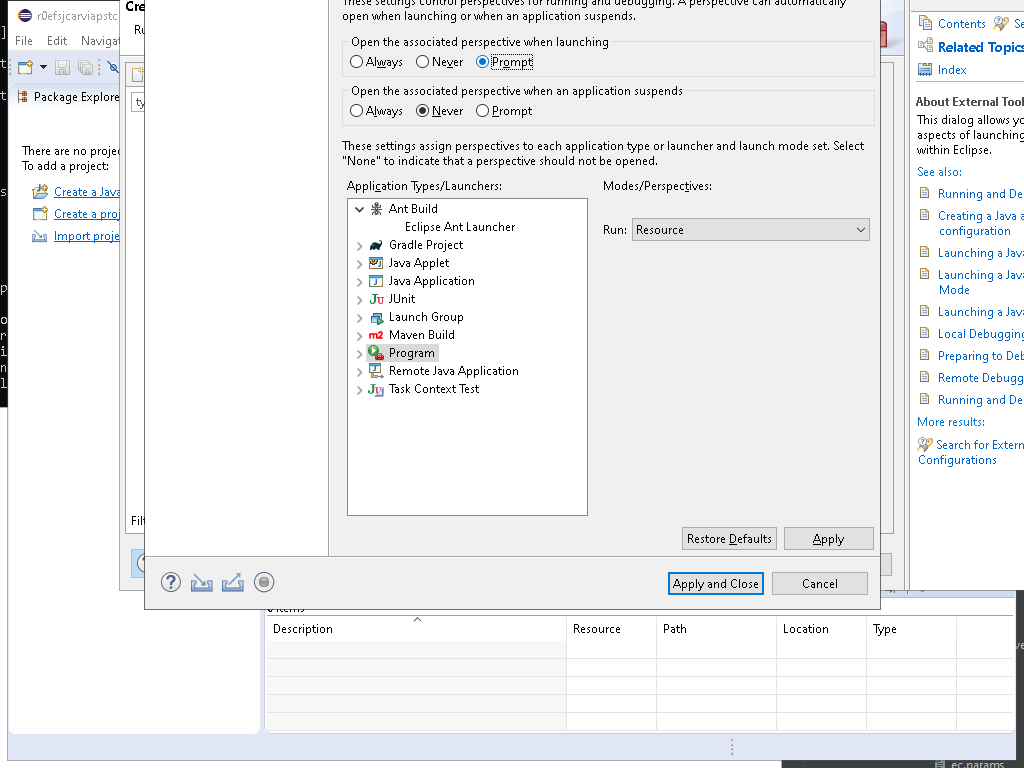 r0efsjcarviapstc
Cre
File Edit Navigat
Ru
Package Explore
ty
There are no projec
To add a project:
Create a Java
Create a proj
Import proje
Filt
These settings control perspectives for running and debugging. A perspective can automatically
open when launching or when an application suspends.
Open the associated perspective when launching
Always Never Prompt
Open the associated perspective when an application suspends
Always Never Prompt
These settings assign perspectives to each application type or launcher and launch mode set. Select
"None" to indicate that a perspective should not be opened.
Application Types/Launchers:
Modes/Perspectives:
Ant Build
Eclipse Ant Launcher
Gradle Project
Java Applet
Java Application
JUnit
Launch Group
Maven Build
Program
Remote Java Application
Task Context Test
Run: Resource
Restore Defaults Apply
Apply and Close Cancel
Contents Se
Related Topics
Index
About External Tool
This dialog allows yo
aspects of launching
within Eclipse.
See also:
Running and De
Creating a Java a
configuration
Launching a Java
Launching a Java
Mode
Launching a Java
Local Debugging
Preparing to Deb
Remote Debugg
Running and De
More results:
Search for Extern
Configurations
0 items
Description Resource Path Location Type
ec.params